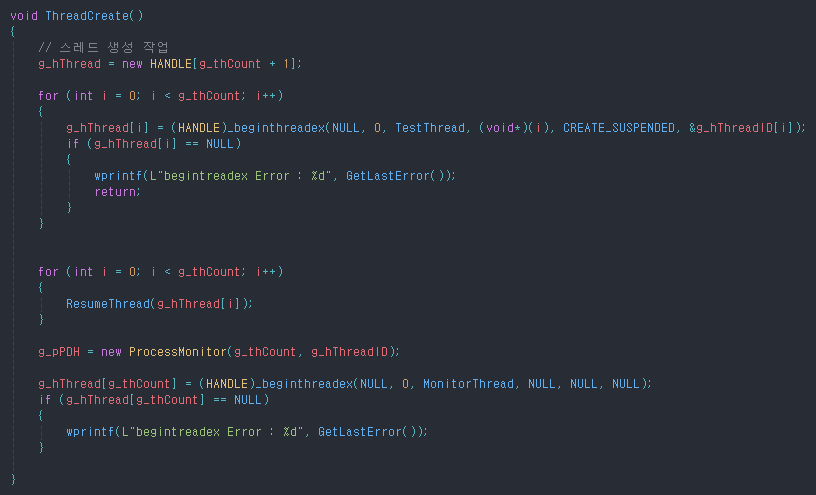 void ThreadCreate()
{
    // 스레드 생성 작업
    g_hThread = new HANDLE[g_thCount + 1];

    for (int i = 0; i < g_thCount; i++)
    {
        g_hThread[i] = (HANDLE)_beginthreadex(NULL, 0, TestThread, (void*)(i), CREATE_SUSPENDED, &g_hThreadID[i]);
        if (g_hThread[i] == NULL)
        {
            wprintf(L"begintreadex Error : %d", GetLastError());
            return;
        }
    }


    for (int i = 0; i < g_thCount; i++)
    {
        ResumeThread(g_hThread[i]);
    }

    g_pPDH = new ProcessMonitor(g_thCount, g_hThreadID);

    g_hThread[g_thCount] = (HANDLE)_beginthreadex(NULL, 0, MonitorThread, NULL, NULL, NULL);
    if (g_hThread[g_thCount] == NULL)
    {
        wprintf(L"begintreadex Error : %d", GetLastError());
    }

}